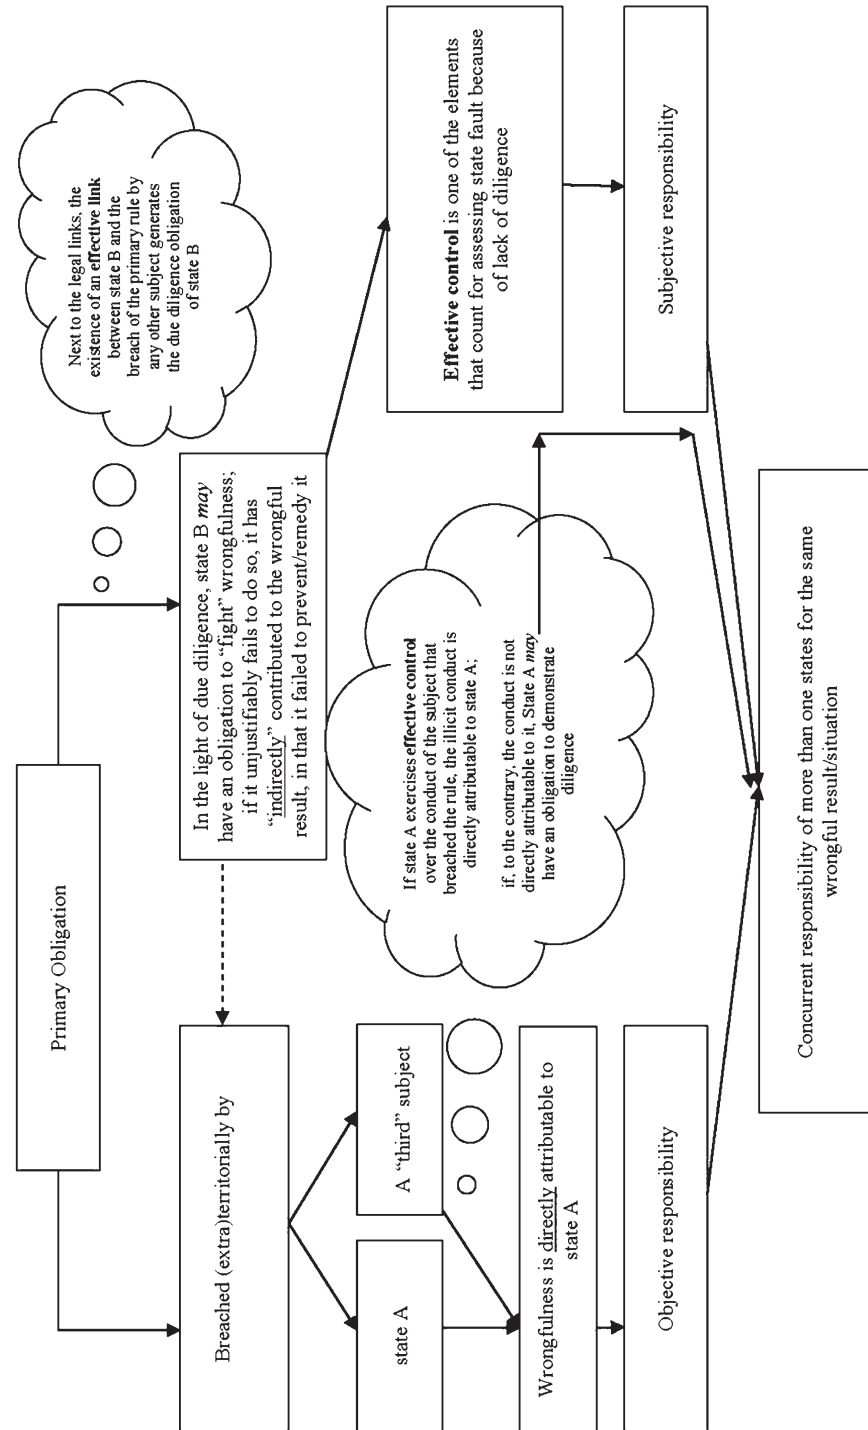 Primary Obligation
Breached (extra)territorially by
In the light of due diligence, state B may
have an obligation to “fight” wrongfulness;
if it unjustifiably fails to do so, it has
“indirectly” contributed to the wrongful
result, in that it failed to prevent/remedy it
Next to the legal links, the
existence of an effective link
between state B and the
breach of the primary rule by
any other subject generates
the due diligence obligation
of state B
state A
A “third” subject
If state A exercises effective control
over the conduct of the subject that
breached the rule, the illicit conduct is
directly attributable to state A;
if, to the contrary, the conduct is not
directly attributable to it, State A may
have an obligation to demonstrate
diligence
Effective control is one of the elements
that count for assessing state fault because
of lack of diligence
Wrongfulness is directly attributable to
state A
Objective responsibility
Subjective responsibility
Concurrent responsibility of more than one states for the same
wrongful result/situation